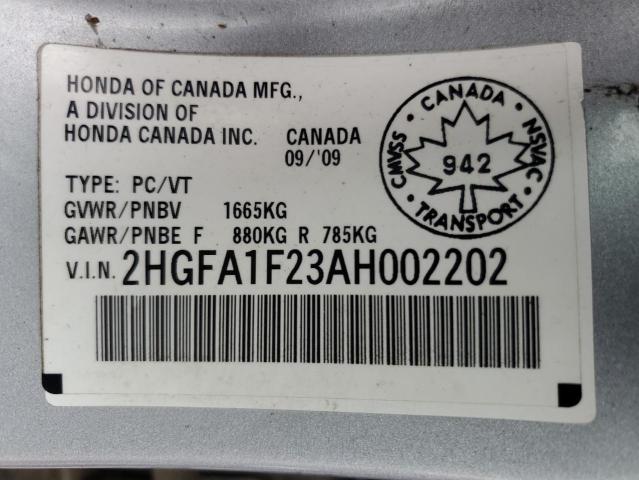 HONDA OF CANADA MFG.,
A DIVISION OF
HONDA CANADA INC. CANADA
09/'09
TYPE: PC/VT
GVWR/PNBV 1665KG
GAWR/PNBE F 880KG R 785KG
V.I.N. 2HGFA1F23AH002202
CANADA
CMVSS
942
NSVAC
TRANSPORT